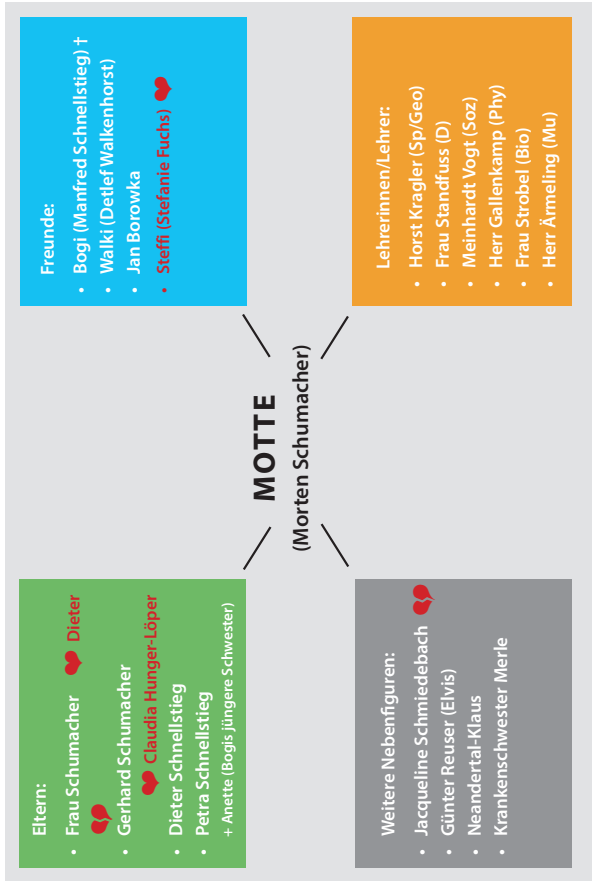 Eltern:
• Frau Schumacher Dieter
• Gerhard Schumacher
Claudia Hunger-Löper
• Dieter Schnellstieg
• Petra Schnellstieg
+ Anette (Bogis jüngere Schwester)
Freunde:
• Bogi (Manfred Schnellstieg) †
• Walki (Detlef Walkenhorst)
• Jan Borowka
• Steffi (Stefanie Fuchs)
MOTTE
(Morten Schumacher)
Weitere Nebenfiguren:
• Jacqueline Schmiedebach
• Günter Reuser (Elvis)
• Neandertal-Klaus
• Krankenschwester Merle
Lehrerinnen/Lehrer:
• Horst Kragler (Sp/Geo)
• Frau Standfuss (D)
• Meinhardt Vogt (Soz)
• Herr Gallenkamp (Phy)
• Frau Strobel (Bio)
• Herr Ärmeling (Mu)